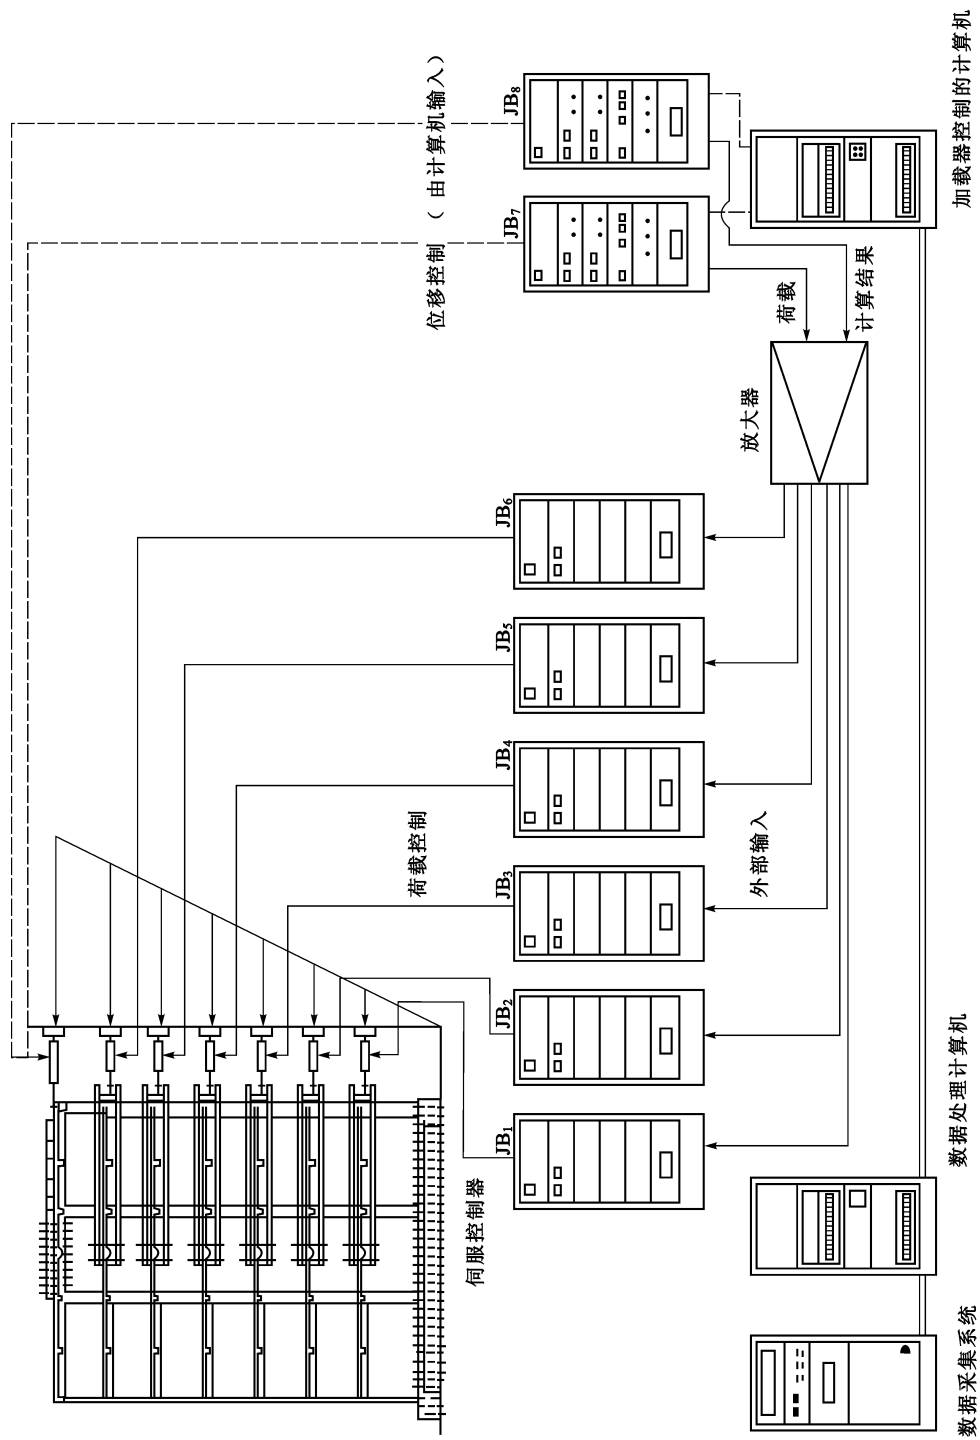 位移控制（由计算机输入）
JB8
JB7
加载器控制的计算机
荷载
计算结果
放大器
JB6
JB5
JB4
JB3
JB2
JB1
荷载控制
外部输入
伺服控制器
数据处理计算机
数据采集系统